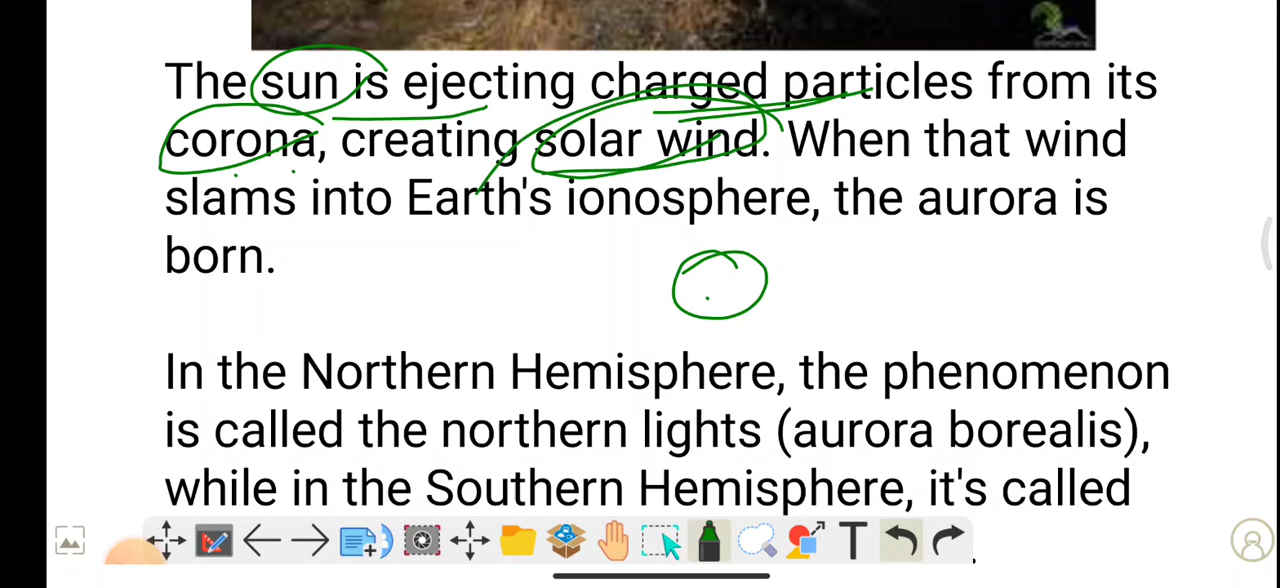 The sun is ejecting charged particles from its
corona, creating solar wind. When that wind
slams into Earth's ionosphere, the aurora is
born.
In the Northern Hemisphere, the phenomenon
is called the northern lights (aurora borealis),
while in the Southern Hemisphere, it's called
T